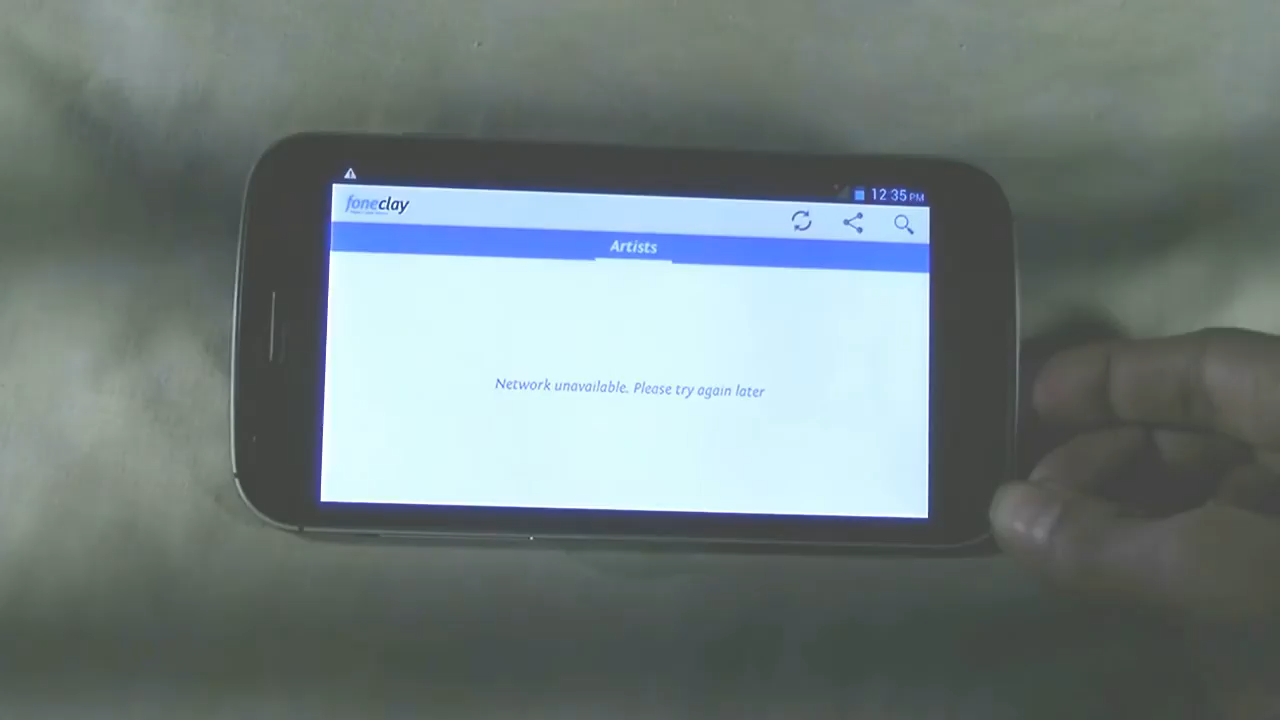 12:35 PM
foneclay
Artists
Network unavailable. Please try again later